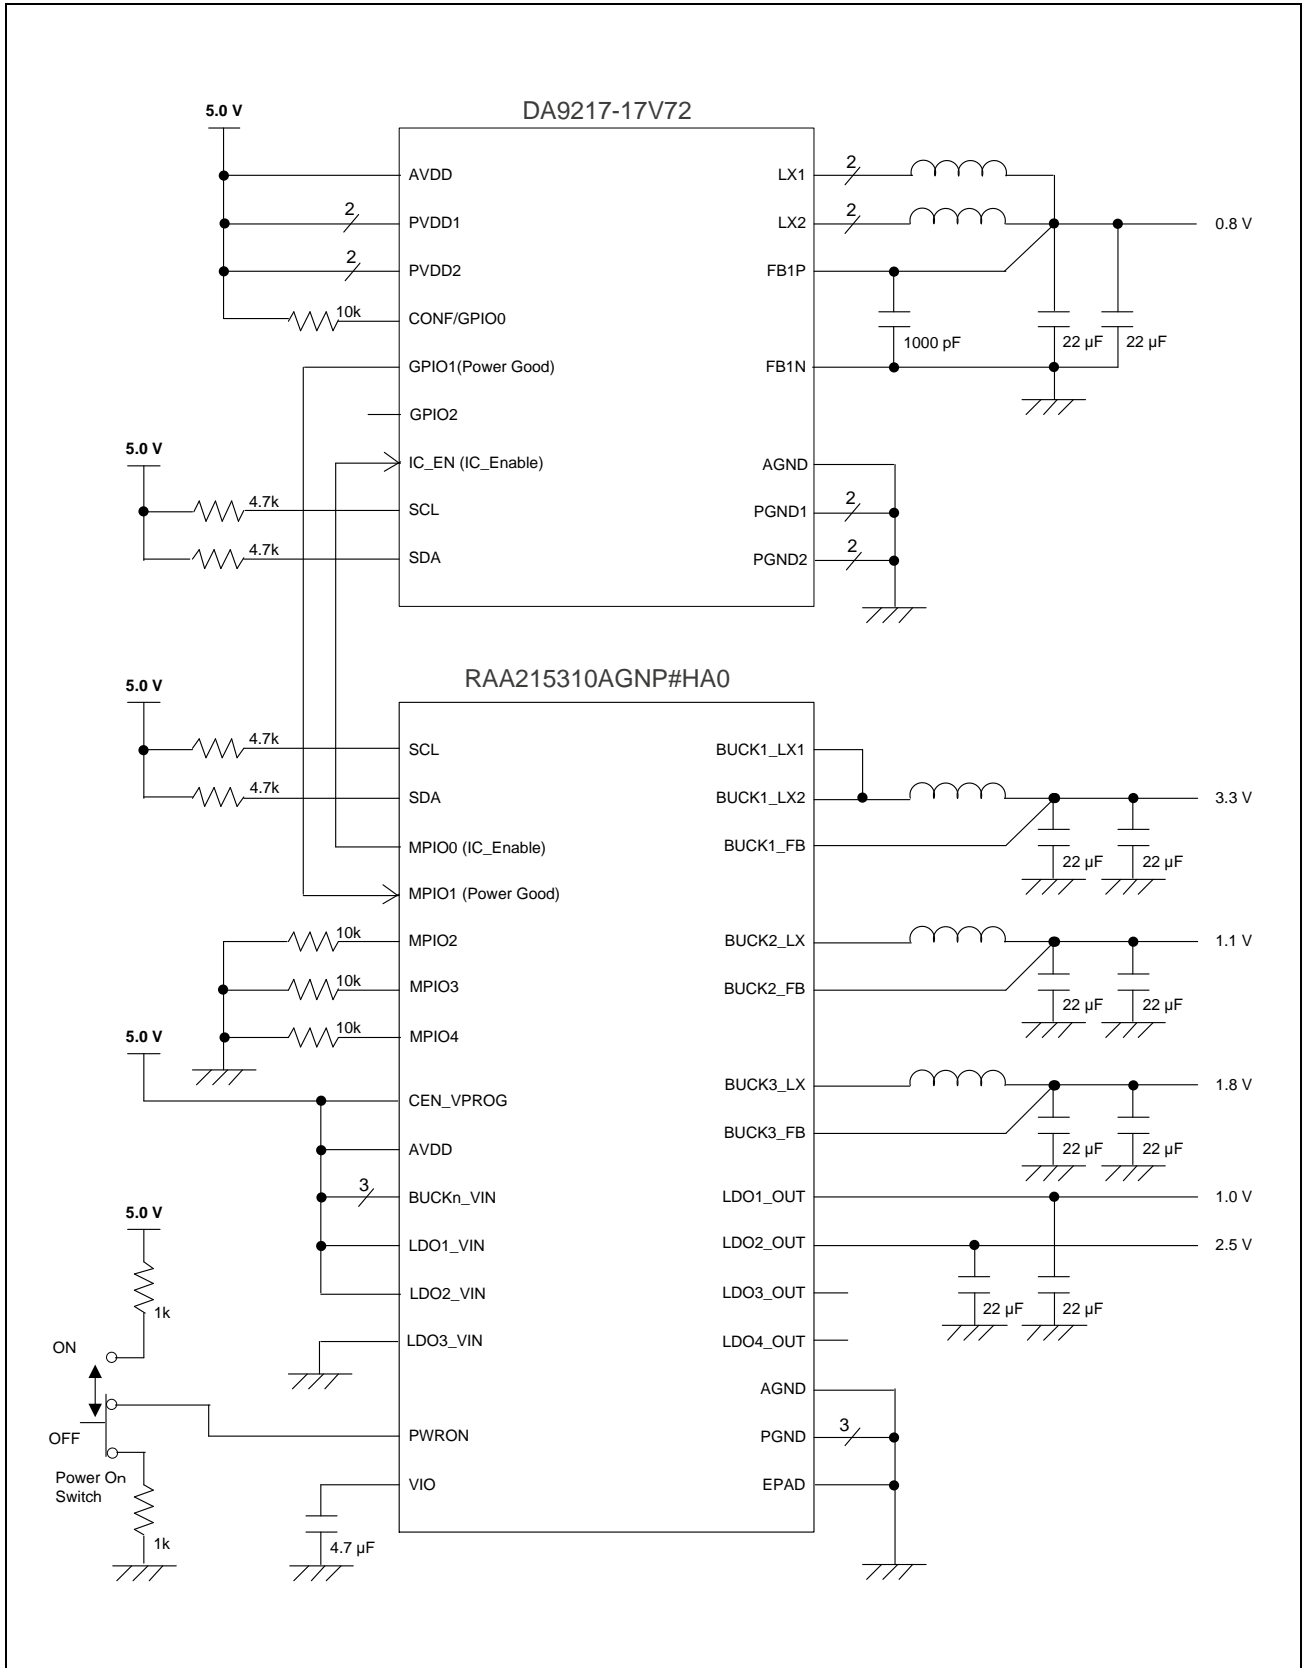 DA9217-17V72
5.0 V
AVDD
LX1
2
2
PVDD1
LX2
2
0.8 V
2
PVDD2
FB1P
10k
CONF/GPIO0
1000 pF
22 µF
22 µF
GPIO1(Power Good)
FB1N
GPIO2
5.0 V
IC_EN (IC_Enable)
AGND
4.7k
SCL
PGND1
2
4.7k
SDA
PGND2
2
RAA215310AGNP#HA0
5.0 V
4.7k
SCL
BUCK1_LX1
4.7k
SDA
BUCK1_LX2
3.3 V
MPIO0 (IC_Enable)
BUCK1_FB
22 µF
22 µF
MPIO1 (Power Good)
10k
MPIO2
BUCK2_LX
1.1 V
10k
MPIO3
BUCK2_FB
22 µF
22 µF
10k
MPIO4
5.0 V
BUCK3_LX
1.8 V
CEN_VPROG
BUCK3_FB
AVDD
22 µF
22 µF
3
BUCKn_VIN
LDO1_OUT
1.0 V
5.0 V
LDO1_VIN
LDO2_OUT
2.5 V
LDO2_VIN
LDO3_OUT
22 µF
22 µF
1k
LDO3_VIN
LDO4_OUT
ON
AGND
OFF
PWRON
PGND
3
Power On
Switch
VIO
EPAD
1k
4.7 µF